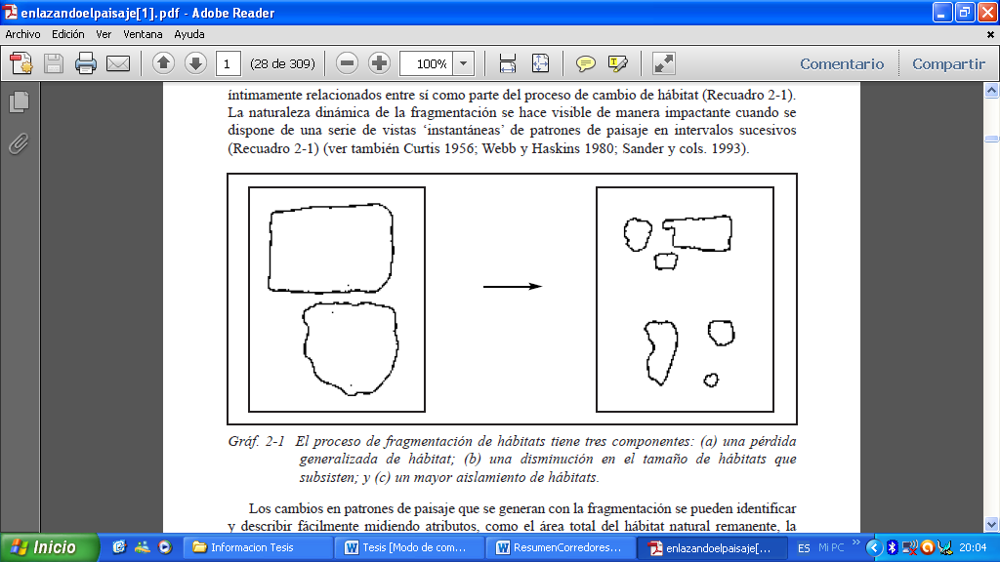 enlazandoelpaisaje[1].pdf - Adobe Reader
Archivo Edición Ver Ventana Ayuda
1 (28 de 309) 100% Comentario Compartir
íntimamente relacionados entre sí como parte del proceso de cambio de hábitat (Recuadro 2-1).
La naturaleza dinámica de la fragmentación se hace visible de manera impactante cuando se
dispone de una serie de vistas ‘instantáneas’ de patrones de paisaje en intervalos sucesivos
(Recuadro 2-1) (ver también Curtis 1956; Webb y Haskins 1980; Sander y cols. 1993).
Gráf. 2-1 El proceso de fragmentación de hábitats tiene tres componentes: (a) una pérdida
generalizada de hábitat; (b) una disminución en el tamaño de hábitats que
subsisten; y (c) un mayor aislamiento de hábitats.
Los cambios en patrones de paisaje que se generan con la fragmentación se pueden identificar
y describir fácilmente midiendo atributos, como el área total del hábitat natural remanente, la
Inicio Informacion Tesis Tesis [Modo de com... ResumenCorredores... enlazandoelpaisaje[... ES Mi PC 20:04